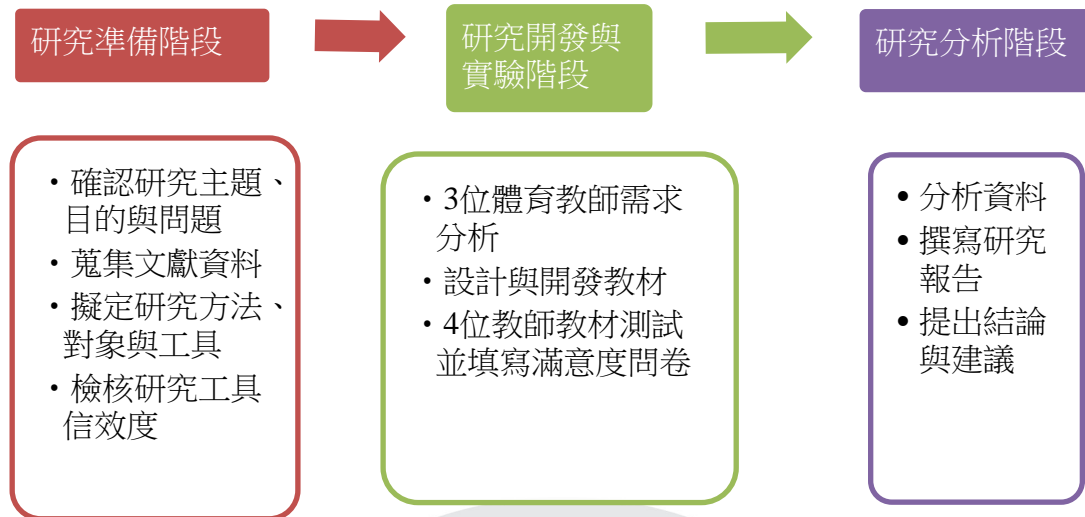 研究準備階段
研究開發與
實驗階段
研究分析階段
・確認研究主題、
目的與問題
・蒐集文獻資料
・擬定研究方法、
對象與工具
・檢核研究工具
信效度
・3位體育教師需求
分析
・設計與開發教材
・4位教師教材測試
並填寫滿意度問卷
• 分析資料
• 撰寫研究
報告
• 提出結論
與建議